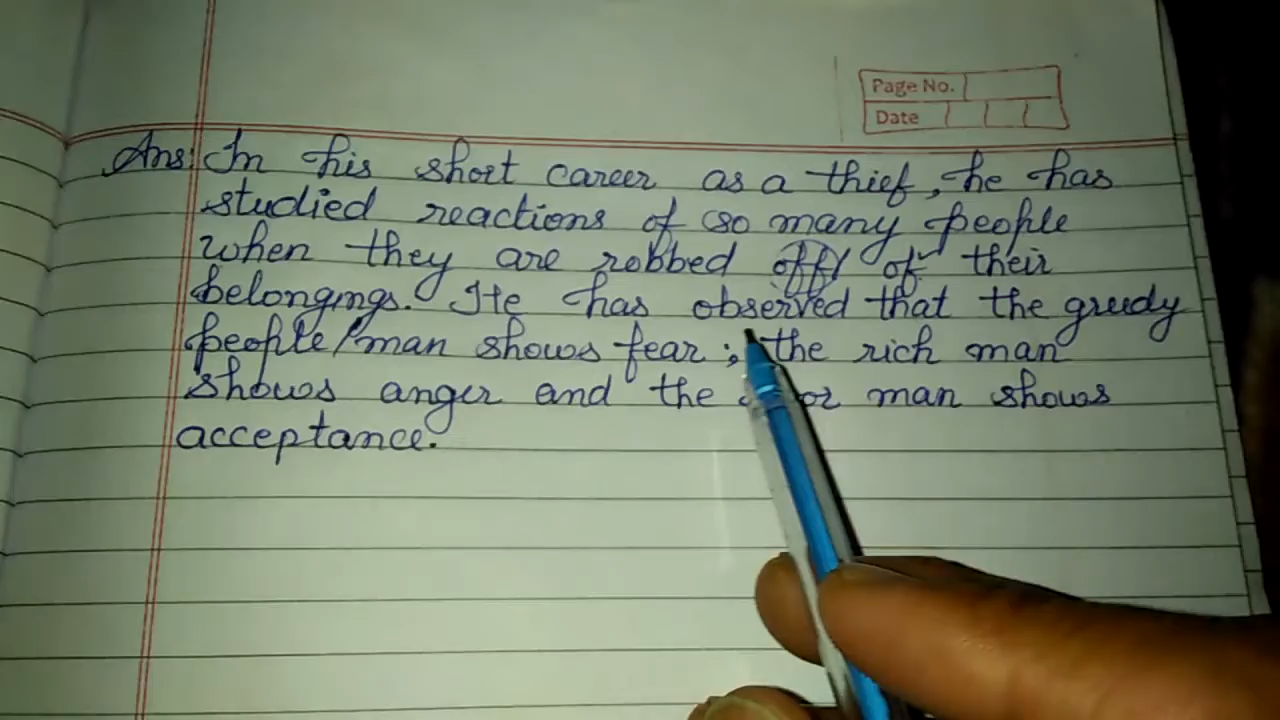 Page No.
Date
Ans: In his short career as a thief, he has
studied reactions of so many people
when they are robbed off/ of their
belongings. He has observed that the greedy
people/man shows fear ; the rich man
shows anger and the man shows
acceptance.